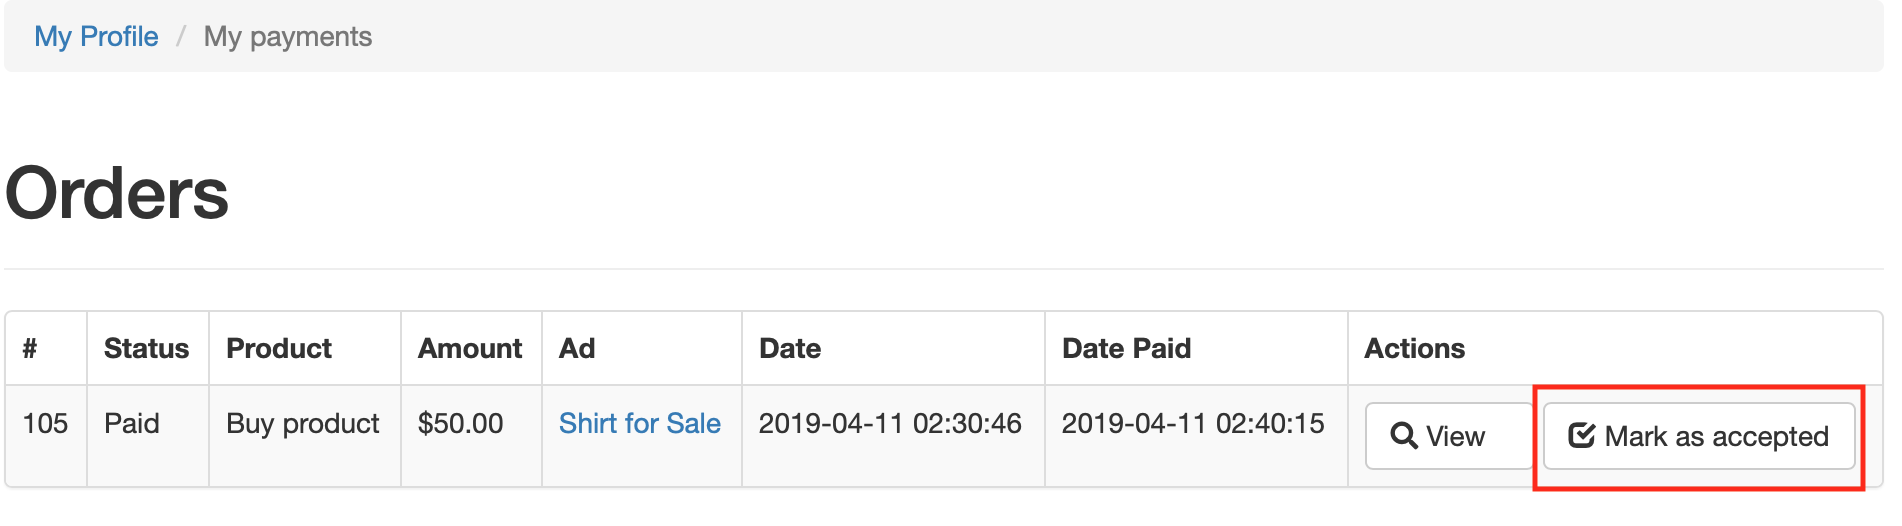 My Profile / My payments
Orders
# Status Product Amount Ad Date Date Paid Actions
105 Paid Buy product $50.00 Shirt for Sale 2019-04-11 02:30:46 2019-04-11 02:40:15 View Mark as accepted